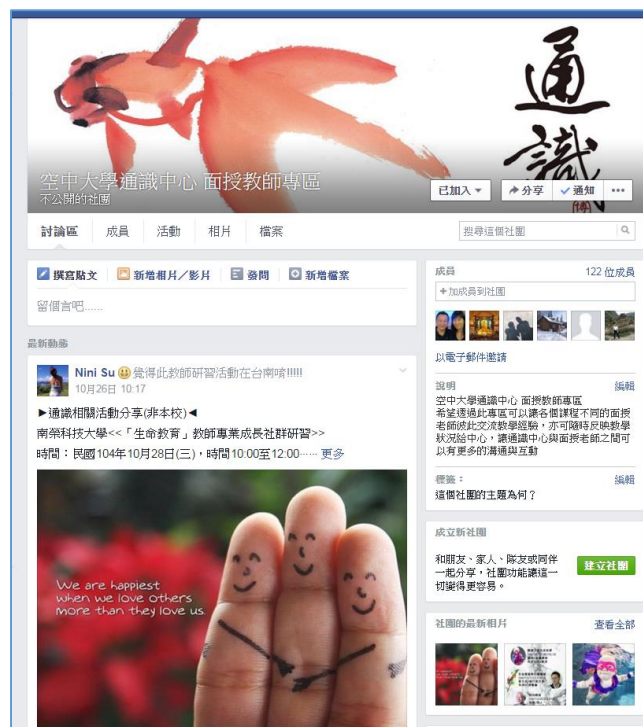 通識
空中大學通識中心 面授教師專區
不公開的社團
已加入
分享
通知
討論區 成員 活動 相片 檔案
搜尋這個社團
撰寫貼文 新增相片／影片 發問 新增檔案
留個言吧......
最新動態
Nini Su 覺得此教師研習活動在台南唷!!!!!
10月26日 10:17
►通識相關活動分享(非本校)◄
南榮科技大學<<「生命教育」教師專業成長社群研習>>
時間：民國104年10月28日(三)，時間10:00至12:00...... 更多
We are happiest
when we love others
more than they love us.
成員 122 位成員
+加成員到社團
以電子郵件邀請
說明 編輯
空中大學通識中心 面授教師專區
希望透過此專區可以讓各個課程不同的面授
老師彼此交流教學經驗，亦可隨時反映教學
狀況給中心，讓通識中心與面授老師之間可
以有更多的溝通與互動
標籤： 編輯
這個社團的主題為何？
成立新社團
和朋友、家人、隊友或同伴
一起分享，社團功能讓這一
切變得更容易。
建立社團
社團的最新相片 查看全部